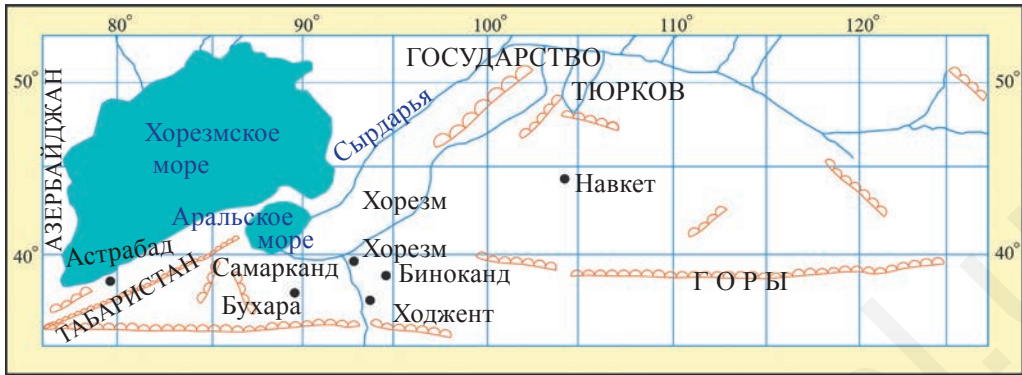 80° 90° 100° 110° 120°
50° 50°
40° 40°
АЗЕРБАЙДЖАН
ГОСУДАРСТВО
ТЮРКОВ
Сырдарья
Хорезмское
море
Навкет
Хорезм
Аральское
море
Астрабад
Хорезм
Самарканд
Биноканд
ГОРЫ
ТАБАРИСТАН
Бухара
Ходжент